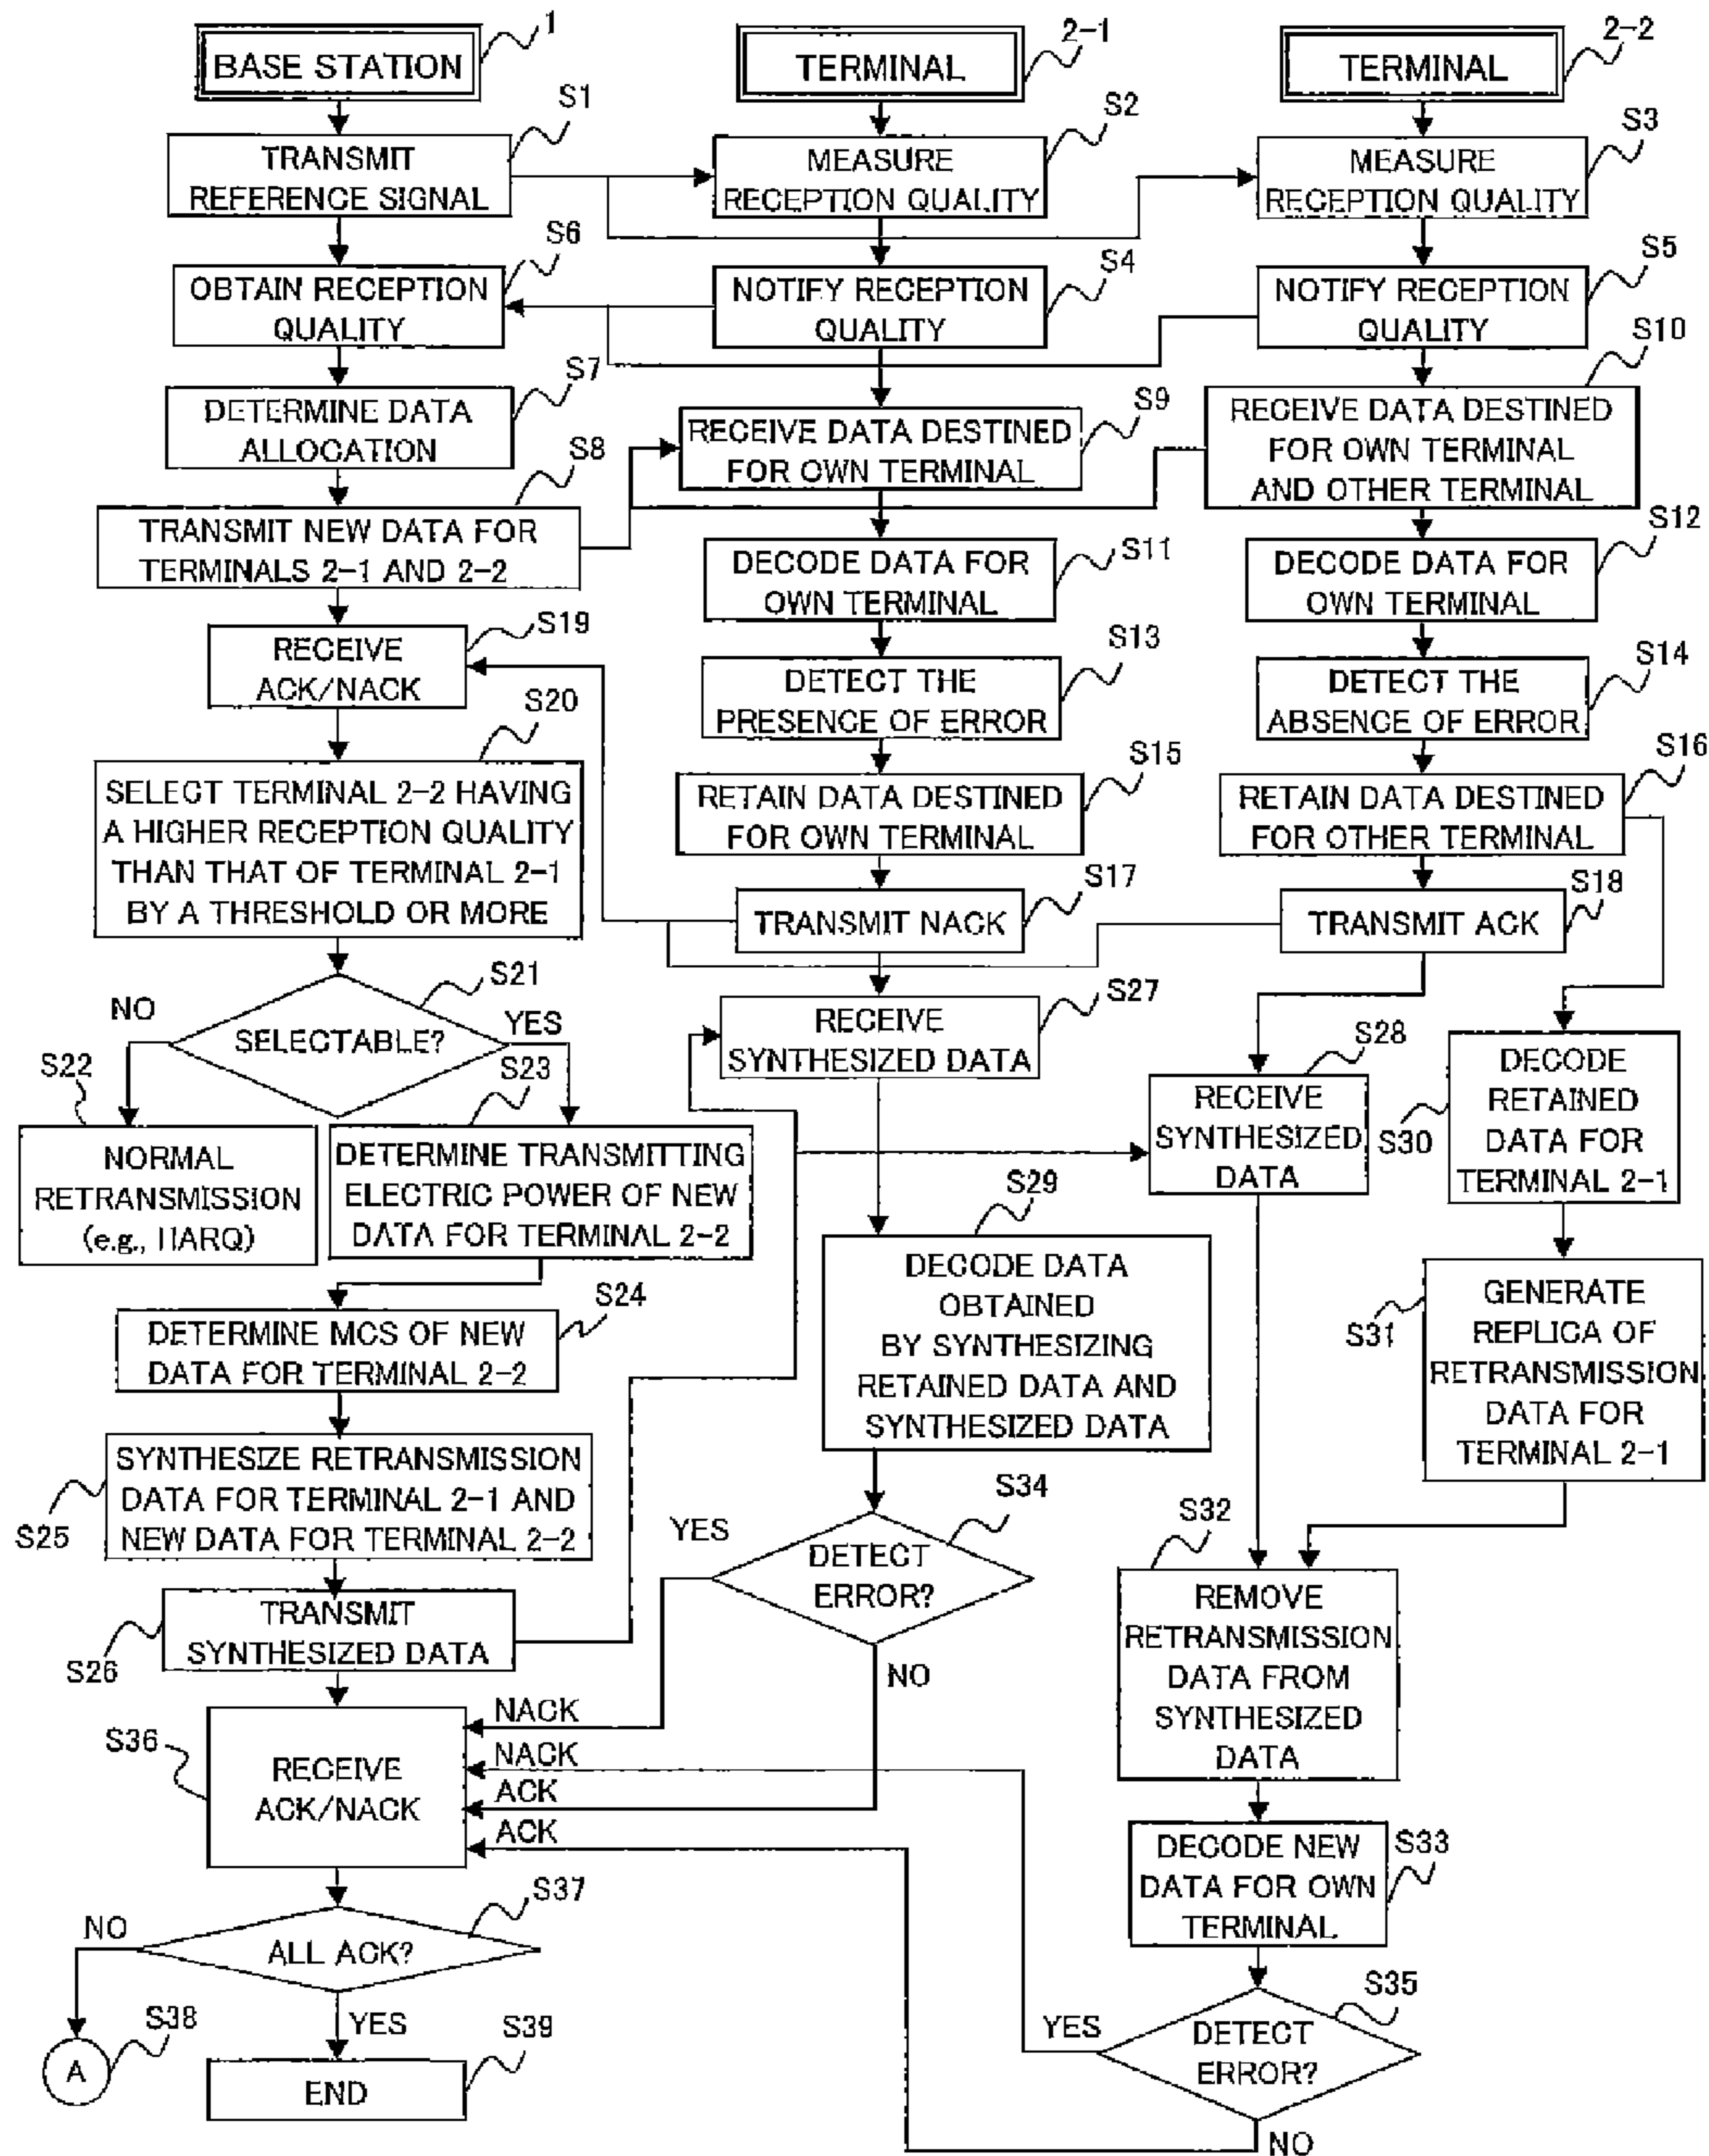 BASE STATION
1
TERMINAL
2-1
TERMINAL
2-2
S1
TRANSMIT
REFERENCE SIGNAL
S2
MEASURE
RECEPTION QUALITY
S3
MEASURE
RECEPTION QUALITY
S6
OBTAIN RECEPTION
QUALITY
S4
NOTIFY RECEPTION
QUALITY
S5
NOTIFY RECEPTION
QUALITY
S7
DETERMINE DATA
ALLOCATION
S9
RECEIVE DATA DESTINED
FOR OWN TERMINAL
S10
RECEIVE DATA DESTINED
FOR OWN TERMINAL
AND OTHER TERMINAL
S8
TRANSMIT NEW DATA FOR
TERMINALS 2-1 AND 2-2
S11
DECODE DATA FOR
OWN TERMINAL
S12
DECODE DATA FOR
OWN TERMINAL
S19
RECEIVE
ACK/NACK
S13
DETECT THE
PRESENCE OF ERROR
S14
DETECT THE
ABSENCE OF ERROR
S20
SELECT TERMINAL 2-2 HAVING
A HIGHER RECEPTION QUALITY
THAN THAT OF TERMINAL 2-1
BY A THRESHOLD OR MORE
S15
RETAIN DATA DESTINED
FOR OWN TERMINAL
S16
RETAIN DATA DESTINED
FOR OTHER TERMINAL
S17
TRANSMIT NACK
S18
TRANSMIT ACK
S21
NO
SELECTABLE?
YES
S27
RECEIVE
SYNTHESIZED DATA
S22
NORMAL
RETRANSMISSION
(e.g., HARQ)
S23
DETERMINE TRANSMITTING
ELECTRIC POWER OF NEW
DATA FOR TERMINAL 2-2
S28
RECEIVE
SYNTHESIZED
DATA
S30
DECODE
RETAINED
DATA FOR
TERMINAL 2-1
S24
DETERMINE MCS OF NEW
DATA FOR TERMINAL 2-2
S29
DECODE DATA
OBTAINED
BY SYNTHESIZING
RETAINED DATA AND
SYNTHESIZED DATA
S31
GENERATE
REPLICA OF
RETRANSMISSION
DATA FOR
TERMINAL 2-1
S25
SYNTHESIZE RETRANSMISSION
DATA FOR TERMINAL 2-1 AND
NEW DATA FOR TERMINAL 2-2
S34
YES
DETECT
ERROR?
NO
S32
REMOVE
RETRANSMISSION
DATA FROM
SYNTHESIZED
DATA
S26
TRANSMIT
SYNTHESIZED DATA
S36
RECEIVE
ACK/NACK
NACK
NACK
ACK
ACK
S33
DECODE NEW
DATA FOR OWN
TERMINAL
S37
NO
ALL ACK?
YES
S35
YES
DETECT
ERROR?
NO
S38
A
S39
END